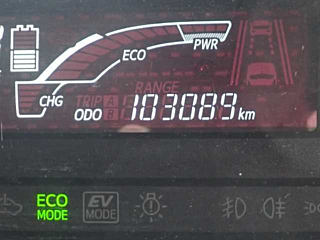 ECO
PWR
CHG
RANGE
TRIP A
ODO B 103089 km
ECO MODE
EV MODE